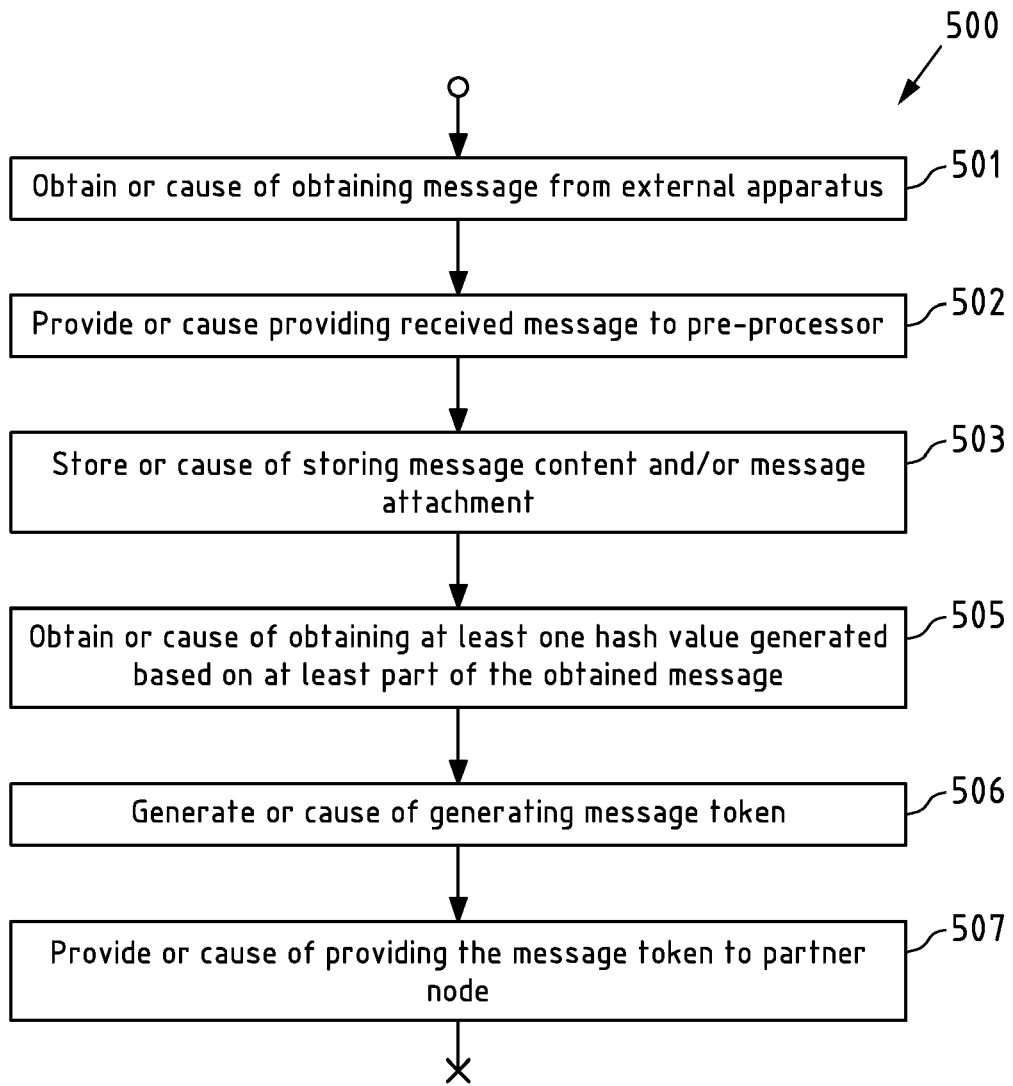 500
Obtain or cause of obtaining message from external apparatus
501
Provide or cause providing received message to pre-processor
502
Store or cause of storing message content and/or message
attachment
503
Obtain or cause of obtaining at least one hash value generated
based on at least part of the obtained message
505
Generate or cause of generating message token
506
Provide or cause of providing the message token to partner
node
507